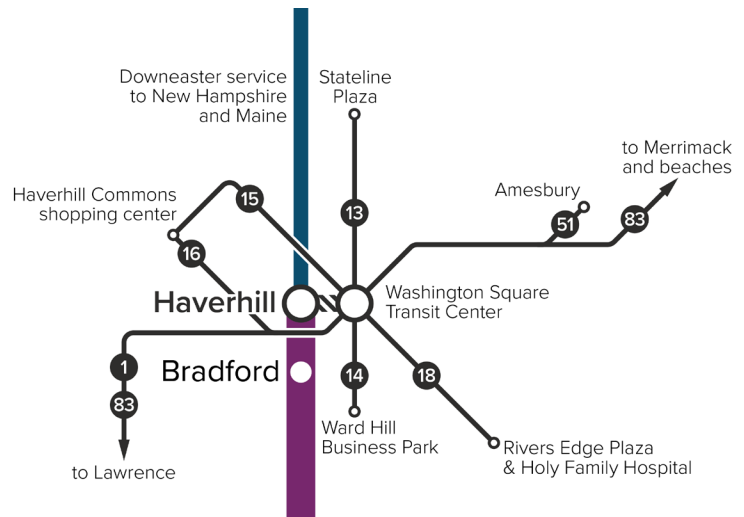 Downeaster service
to New Hampshire
and Maine
Stateline
Plaza
to Merrimack
and beaches
Haverhill Commons
shopping center
15
13
Amesbury
51
83
16
Haverhill
Washington Square
Transit Center
1
Bradford
14
18
83
Ward Hill
Business Park
Rivers Edge Plaza
& Holy Family Hospital
to Lawrence